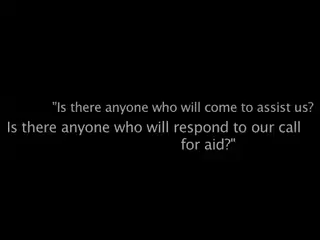 "Is there anyone who will come to assist us?
Is there anyone who will respond to our call
for aid?"